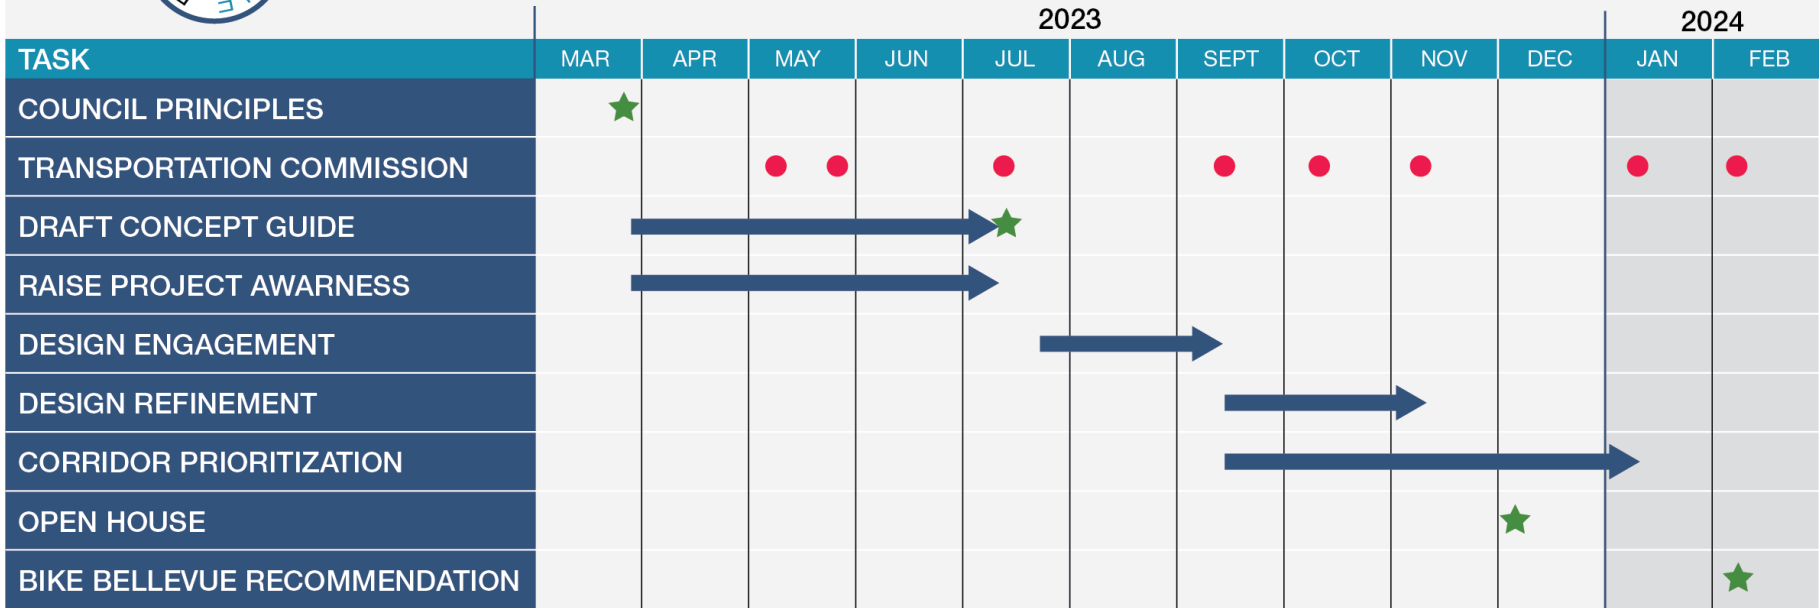 2023
2024
TASK MAR APR MAY JUN JUL AUG SEPT OCT NOV DEC JAN FEB
COUNCIL PRINCIPLES
TRANSPORTATION COMMISSION
DRAFT CONCEPT GUIDE
RAISE PROJECT AWARNESS
DESIGN ENGAGEMENT
DESIGN REFINEMENT
CORRIDOR PRIORITIZATION
OPEN HOUSE
BIKE BELLEVUE RECOMMENDATION